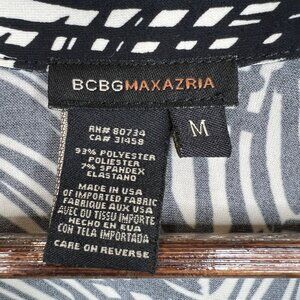 BCBGMAXAZRIA
M
RN# 80734
CA# 31458
93% POLYESTER
POLIESTER
7% SPANDEX
ELASTANO
MADE IN USA
OF IMPORTED FABRIC
FABRIQUE AUX USA
AVEC DU TISSU IMPORTE
HECHO EN EUA
CON TELA IMPORTADA
CARE ON REVERSE